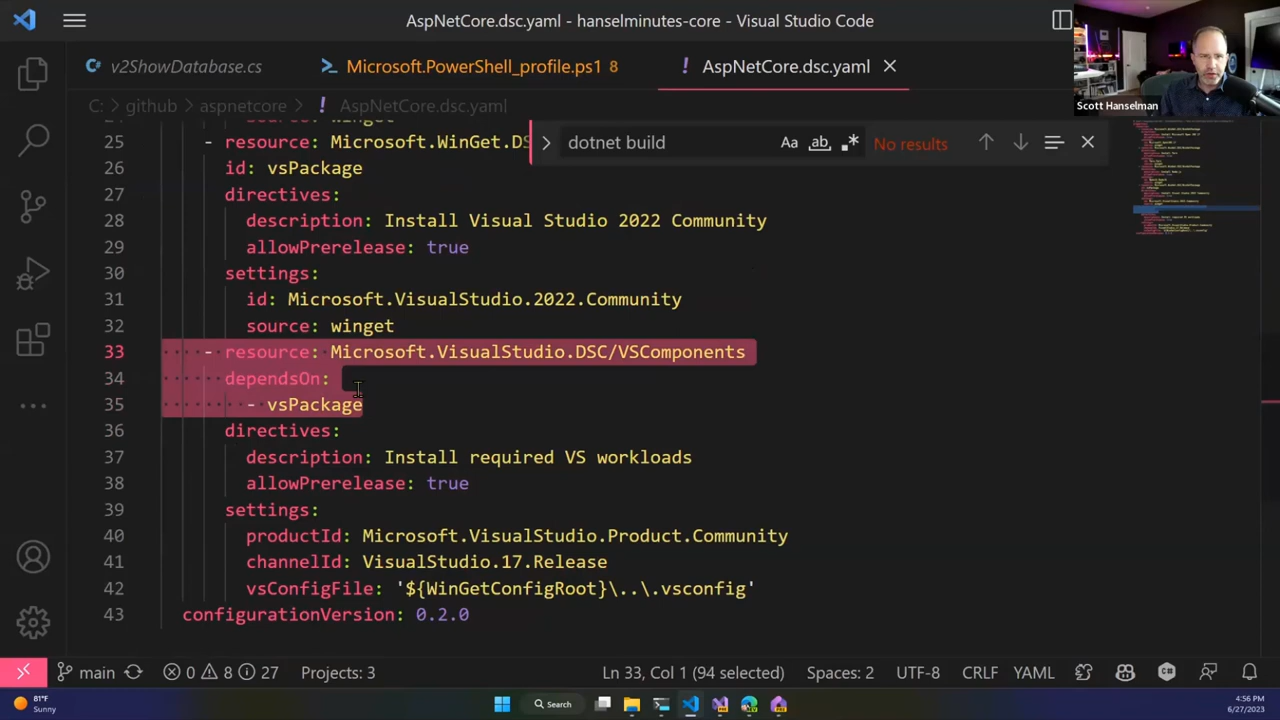 AspNetCore.dsc.yaml - hanselminutes-core - Visual Studio Code
v2ShowDatabase.cs
Microsoft.PowerShell_profile.ps1 8
AspNetCore.dsc.yaml
Scott Hanselman
C: > github > aspnetcore > ! AspNetCore.dsc.yaml
dotnet build
Aa ab .* No results
25 - resource: Microsoft.WinGet.DS
26 id: vsPackage
27 directives:
28 description: Install Visual Studio 2022 Community
29 allowPrerelease: true
30 settings:
31 id: Microsoft.VisualStudio.2022.Community
32 source: winget
33 - resource: Microsoft.VisualStudio.DSC/VSComponents
34 dependsOn:
35 - vsPackage
36 directives:
37 description: Install required VS workloads
38 allowPrerelease: true
39 settings:
40 productId: Microsoft.VisualStudio.Product.Community
41 channelId: VisualStudio.17.Release
42 vsConfigFile: '${WinGetConfigRoot}\..\.vsconfig'
43 configurationVersion: 0.2.0
main 0 8 27 Projects: 3 Ln 33, Col 1 (94 selected) Spaces: 2 UTF-8 CRLF YAML
81°F
Sunny
Search
4:56 PM
6/27/2023